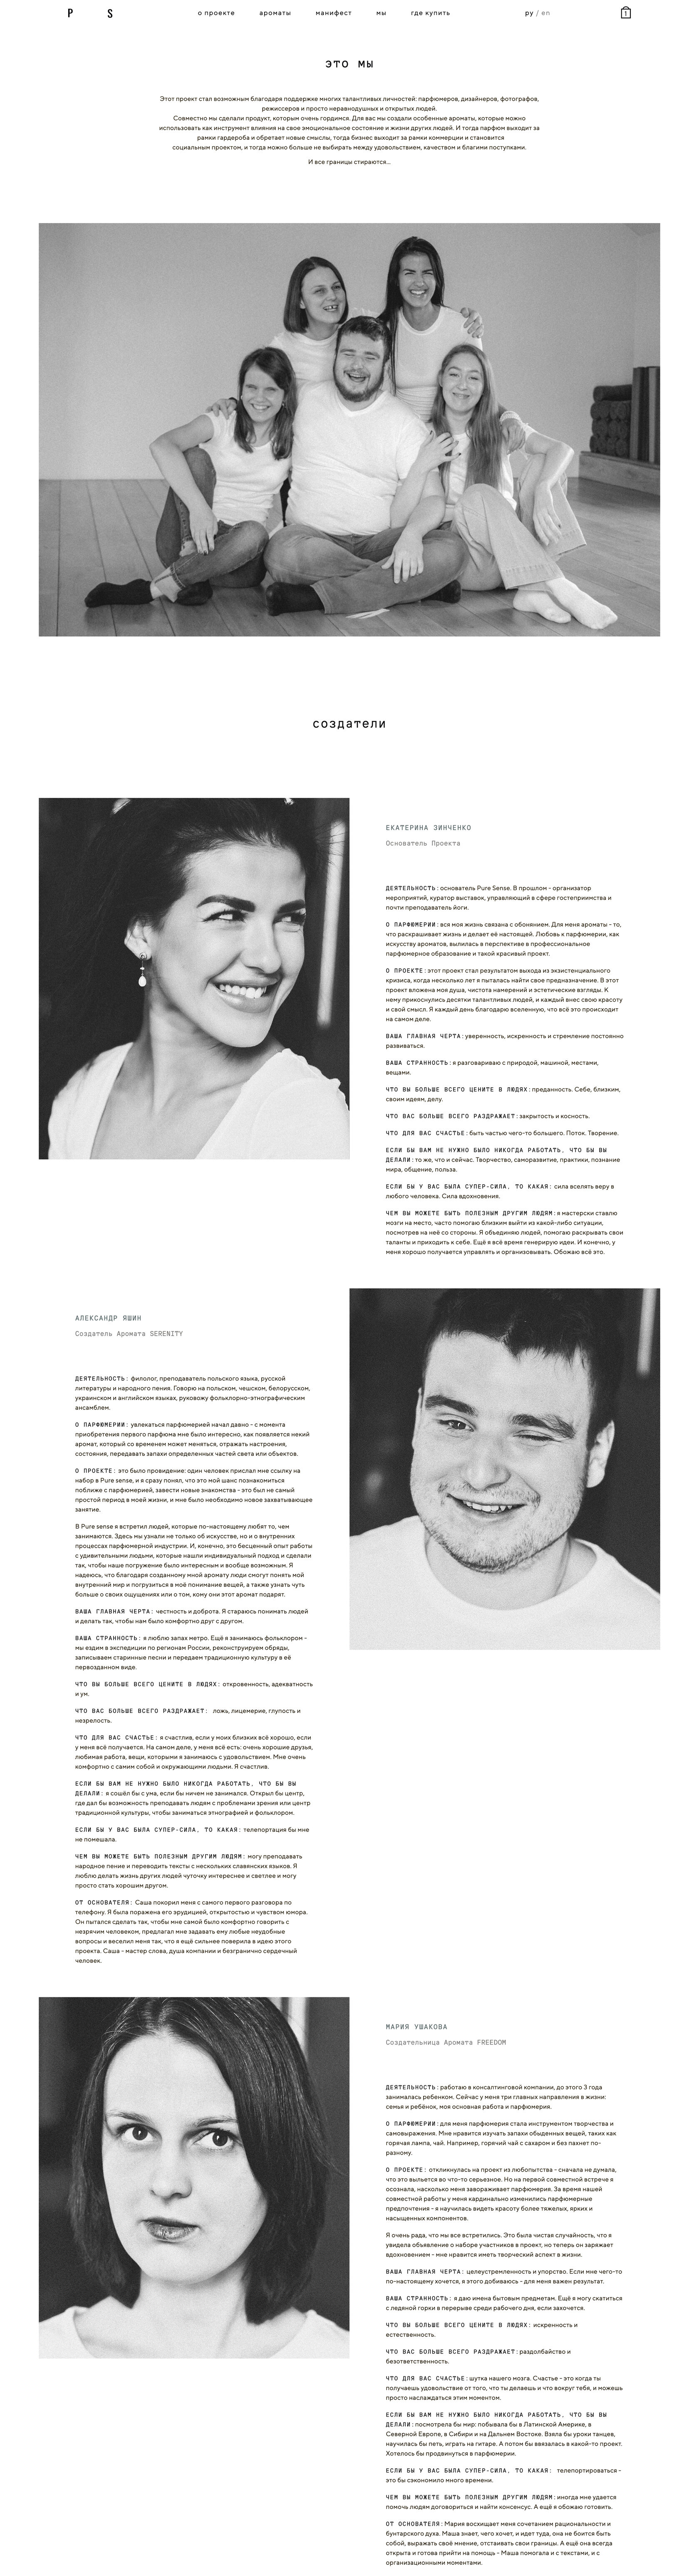 P S
о проекте ароматы манифест мы где купить ру / en 1
это мы
Этот проект стал возможным благодаря поддержке многих талантливых личностей: парфюмеров, дизайнеров, фотографов,
режиссеров и просто неравнодушных и открытых людей.
Совместно мы сделали продукт, которым очень гордимся. Для вас мы создали особенные ароматы, которые можно
использовать как инструмент влияния на свое эмоциональное состояние и жизни других людей. И тогда парфюм выходит за
рамки гардероба и обретает новые смыслы, тогда бизнес выходит за рамки коммерции и становится
социальным проектом, и тогда можно больше не выбирать между удовольствием, качеством и благими поступками.
И все границы стираются...
создатели
ЕКАТЕРИНА ЗИНЧЕНКО
Основатель Проекта
ДЕЯТЕЛЬНОСТЬ: основатель Pure Sense. В прошлом - организатор
мероприятий, куратор выставок, управляющий в сфере гостеприимства и
почти преподаватель йоги.
О ПАРФЮМЕРИИ: вся моя жизнь связана с обонянием. Для меня ароматы - то,
что раскрашивает жизнь и делает её настоящей. Любовь к парфюмерии, как
искусству ароматов, вылилась в перспективе в профессиональное
парфюмерное образование и такой красивый проект.
О ПРОЕКТЕ: этот проект стал результатом выхода из экзистенциального
кризиса, когда несколько лет я пыталась найти свое предназначение. В этот
проект вложена моя душа, чистота намерений и эстетические взгляды. К
нему прикоснулись десятки талантливых людей, и каждый внес свою красоту
и свой смысл. Я каждый день благодарю вселенную, что всё это происходит
на самом деле.
ВАША ГЛАВНАЯ ЧЕРТА: уверенность, искренность и стремление постоянно
развиваться.
ВАША СТРАННОСТЬ: я разговариваю с природой, машиной, местами,
вещами.
ЧТО ВЫ БОЛЬШЕ ВСЕГО ЦЕНИТЕ В ЛЮДЯХ: преданность. Себе, близким,
своим идеям, делу.
ЧТО ВАС БОЛЬШЕ ВСЕГО РАЗДРАЖАЕТ: закрытость и косность.
ЧТО ДЛЯ ВАС СЧАСТЬЕ: быть частью чего-то большего. Поток. Творение.
ЕСЛИ БЫ ВАМ НЕ НУЖНО БЫЛО НИКОГДА РАБОТАТЬ, ЧТО БЫ ВЫ
ДЕЛАЛИ: то же, что и сейчас. Творчество, саморазвитие, практики, познание
мира, общение, польза.
ЕСЛИ БЫ У ВАС БЫЛА СУПЕР-СИЛА, ТО КАКАЯ: сила вселять веру в
любого человека. Сила вдохновения.
ЧЕМ ВЫ МОЖЕТЕ БЫТЬ ПОЛЕЗНЫМ ДРУГИМ ЛЮДЯМ: я мастерски ставлю
мозги на место, часто помогаю близким выйти из какой-либо ситуации,
посмотрев на неё со стороны. Я объединяю людей, помогаю раскрывать свои
таланты и приходить к себе. Ещё я всё время генерирую идеи. И конечно, у
меня хорошо получается управлять и организовывать. Обожаю всё это.
АЛЕКСАНДР ЯШИН
Создатель Аромата SERENITY
ДЕЯТЕЛЬНОСТЬ: филолог, преподаватель польского языка, русской
литературы и народного пения. Говорю на польском, чешском, белорусском,
украинском и английском языках, руковожу фольклорно-этнографическим
ансамблем.
О ПАРФЮМЕРИИ: увлекаться парфюмерией начал давно - с момента
приобретения первого парфюма мне было интересно, как появляется некий
аромат, который со временем может меняться, отражать настроения,
состояния, передавать запахи определенных частей света или объектов.
О ПРОЕКТЕ: это было провидение: один человек прислал мне ссылку на
набор в Pure sense, и я сразу понял, что это мой шанс познакомиться
поближе с парфюмерией, завести новые знакомства - это был не самый
простой период в моей жизни, и мне было необходимо новое захватывающее
занятие.
В Pure sense я встретил людей, которые по-настоящему любят то, чем
занимаются. Здесь мы узнали не только об искусстве, но и о внутренних
процессах парфюмерной индустрии. И, конечно, это бесценный опыт работы
с удивительными людьми, которые нашли индивидуальный подход и сделали
так, чтобы наше погружение было интересным и вообще возможным. Я
надеюсь, что благодаря созданному мной аромату люди смогут понять мой
внутренний мир и погрузиться в моё понимание вещей, а также узнать чуть
больше о своих ощущениях или о том, кому они этот аромат подарят.
ВАША ГЛАВНАЯ ЧЕРТА: честность и доброта. Я стараюсь понимать людей
и делать так, чтобы нам было комфортно друг с другом.
ВАША СТРАННОСТЬ: я люблю запах метро. Ещё я занимаюсь фольклором -
мы ездим в экспедиции по регионам России, реконструируем обряды,
записываем старинные песни и передаем традиционную культуру в её
первозданном виде.
ЧТО ВЫ БОЛЬШЕ ВСЕГО ЦЕНИТЕ В ЛЮДЯХ: откровенность, адекватность
и ум.
ЧТО ВАС БОЛЬШЕ ВСЕГО РАЗДРАЖАЕТ: ложь, лицемерие, глупость и
незрелость.
ЧТО ДЛЯ ВАС СЧАСТЬЕ: я счастлив, если у моих близких всё хорошо, если
у меня всё получается. На самом деле, у меня всё есть: очень хорошие друзья,
любимая работа, вещи, которыми я занимаюсь с удовольствием. Мне очень
комфортно с самим собой и окружающими людьми. Я счастлив.
ЕСЛИ БЫ ВАМ НЕ НУЖНО БЫЛО НИКОГДА РАБОТАТЬ, ЧТО БЫ ВЫ
ДЕЛАЛИ: я сошёл бы с ума, если бы ничем не занимался. Открыл бы центр,
где дал бы возможность преподавать людям с проблемами зрения или центр
традиционной культуры, чтобы заниматься этнографией и фольклором.
ЕСЛИ БЫ У ВАС БЫЛА СУПЕР-СИЛА, ТО КАКАЯ: телепортация бы мне
не помешала.
ЧЕМ ВЫ МОЖЕТЕ БЫТЬ ПОЛЕЗНЫМ ДРУГИМ ЛЮДЯМ: могу преподавать
народное пение и переводить тексты с нескольких славянских языков. Я
люблю делать жизнь других людей чуточку интереснее и светлее и могу
просто стать хорошим другом.
ОТ ОСНОВАТЕЛЯ: Саша покорил меня с самого первого разговора по
телефону. Я была поражена его эрудицией, открытостью и чувством юмора.
Он пытался сделать так, чтобы мне самой было комфортно говорить с
незрячим человеком, предлагал мне задавать ему любые неудобные
вопросы и веселил меня так, что я ещё сильнее поверила в идею этого
проекта. Саша - мастер слова, душа компании и безгранично сердечный
человек.
МАРИЯ УШАКОВА
Создательница Аромата FREEDOM
ДЕЯТЕЛЬНОСТЬ: работаю в консалтинговой компании, до этого 3 года
занималась ребенком. Сейчас у меня три главных направления в жизни:
семья и ребёнок, моя основная работа и парфюмерия.
О ПАРФЮМЕРИИ: для меня парфюмерия стала инструментом творчества и
самовыражения. Мне нравится изучать запахи обыденных вещей, таких как
горячая лампа, чай. Например, горячий чай с сахаром и без пахнет по-
разному.
О ПРОЕКТЕ: откликнулась на проект из любопытства - сначала не думала,
что это выльется во что-то серьезное. Но на первой совместной встрече я
осознала, насколько меня завораживает парфюмерия. За время нашей
совместной работы у меня кардинально изменились парфюмерные
предпочтения - я научилась видеть красоту более тяжелых, ярких и
насыщенных компонентов.
Я очень рада, что мы все встретились. Это была чистая случайность, что я
увидела объявление о наборе участников в проект, но теперь он заряжает
вдохновением - мне нравится иметь творческий аспект в жизни.
ВАША ГЛАВНАЯ ЧЕРТА: целеустремленность и упорство. Если мне чего-то
по-настоящему хочется, я этого добиваюсь - для меня важен результат.
ВАША СТРАННОСТЬ: я даю имена бытовым предметам. Ещё я могу скатиться
с ледяной горки в перерыве среди рабочего дня, если захочется.
ЧТО ВЫ БОЛЬШЕ ВСЕГО ЦЕНИТЕ В ЛЮДЯХ: искренность и
естественность.
ЧТО ВАС БОЛЬШЕ ВСЕГО РАЗДРАЖАЕТ: раздолбайство и
безответственность.
ЧТО ДЛЯ ВАС СЧАСТЬЕ: шутка нашего мозга. Счастье - это когда ты
получаешь удовольствие от того, что ты делаешь и что вокруг тебя, и можешь
просто наслаждаться этим моментом.
ЕСЛИ БЫ ВАМ НЕ НУЖНО БЫЛО НИКОГДА РАБОТАТЬ, ЧТО БЫ ВЫ
ДЕЛАЛИ: посмотрела бы мир: побывала бы в Латинской Америке, в
Северной Европе, в Сибири и на Дальнем Востоке. Взяла бы уроки танцев,
научилась бы петь, играть на гитаре. А потом бы ввязалась в какой-то проект.
Хотелось бы продвинуться в парфюмерии.
ЕСЛИ БЫ У ВАС БЫЛА СУПЕР-СИЛА, ТО КАКАЯ: телепортироваться -
это бы сэкономило много времени.
ЧЕМ ВЫ МОЖЕТЕ БЫТЬ ПОЛЕЗНЫМ ДРУГИМ ЛЮДЯМ: иногда мне удается
помочь людям договориться и найти консенсус. А ещё я обожаю готовить.
ОТ ОСНОВАТЕЛЯ: Мария восхищает меня сочетанием рациональности и
бунтарского духа. Маша знает, чего хочет, и идет туда, она не боится быть
собой, выражать своё мнение, отстаивать свои границы. А ещё она всегда
открыта и готова прийти на помощь - Маша помогала и с текстами, и с
организационными моментами.